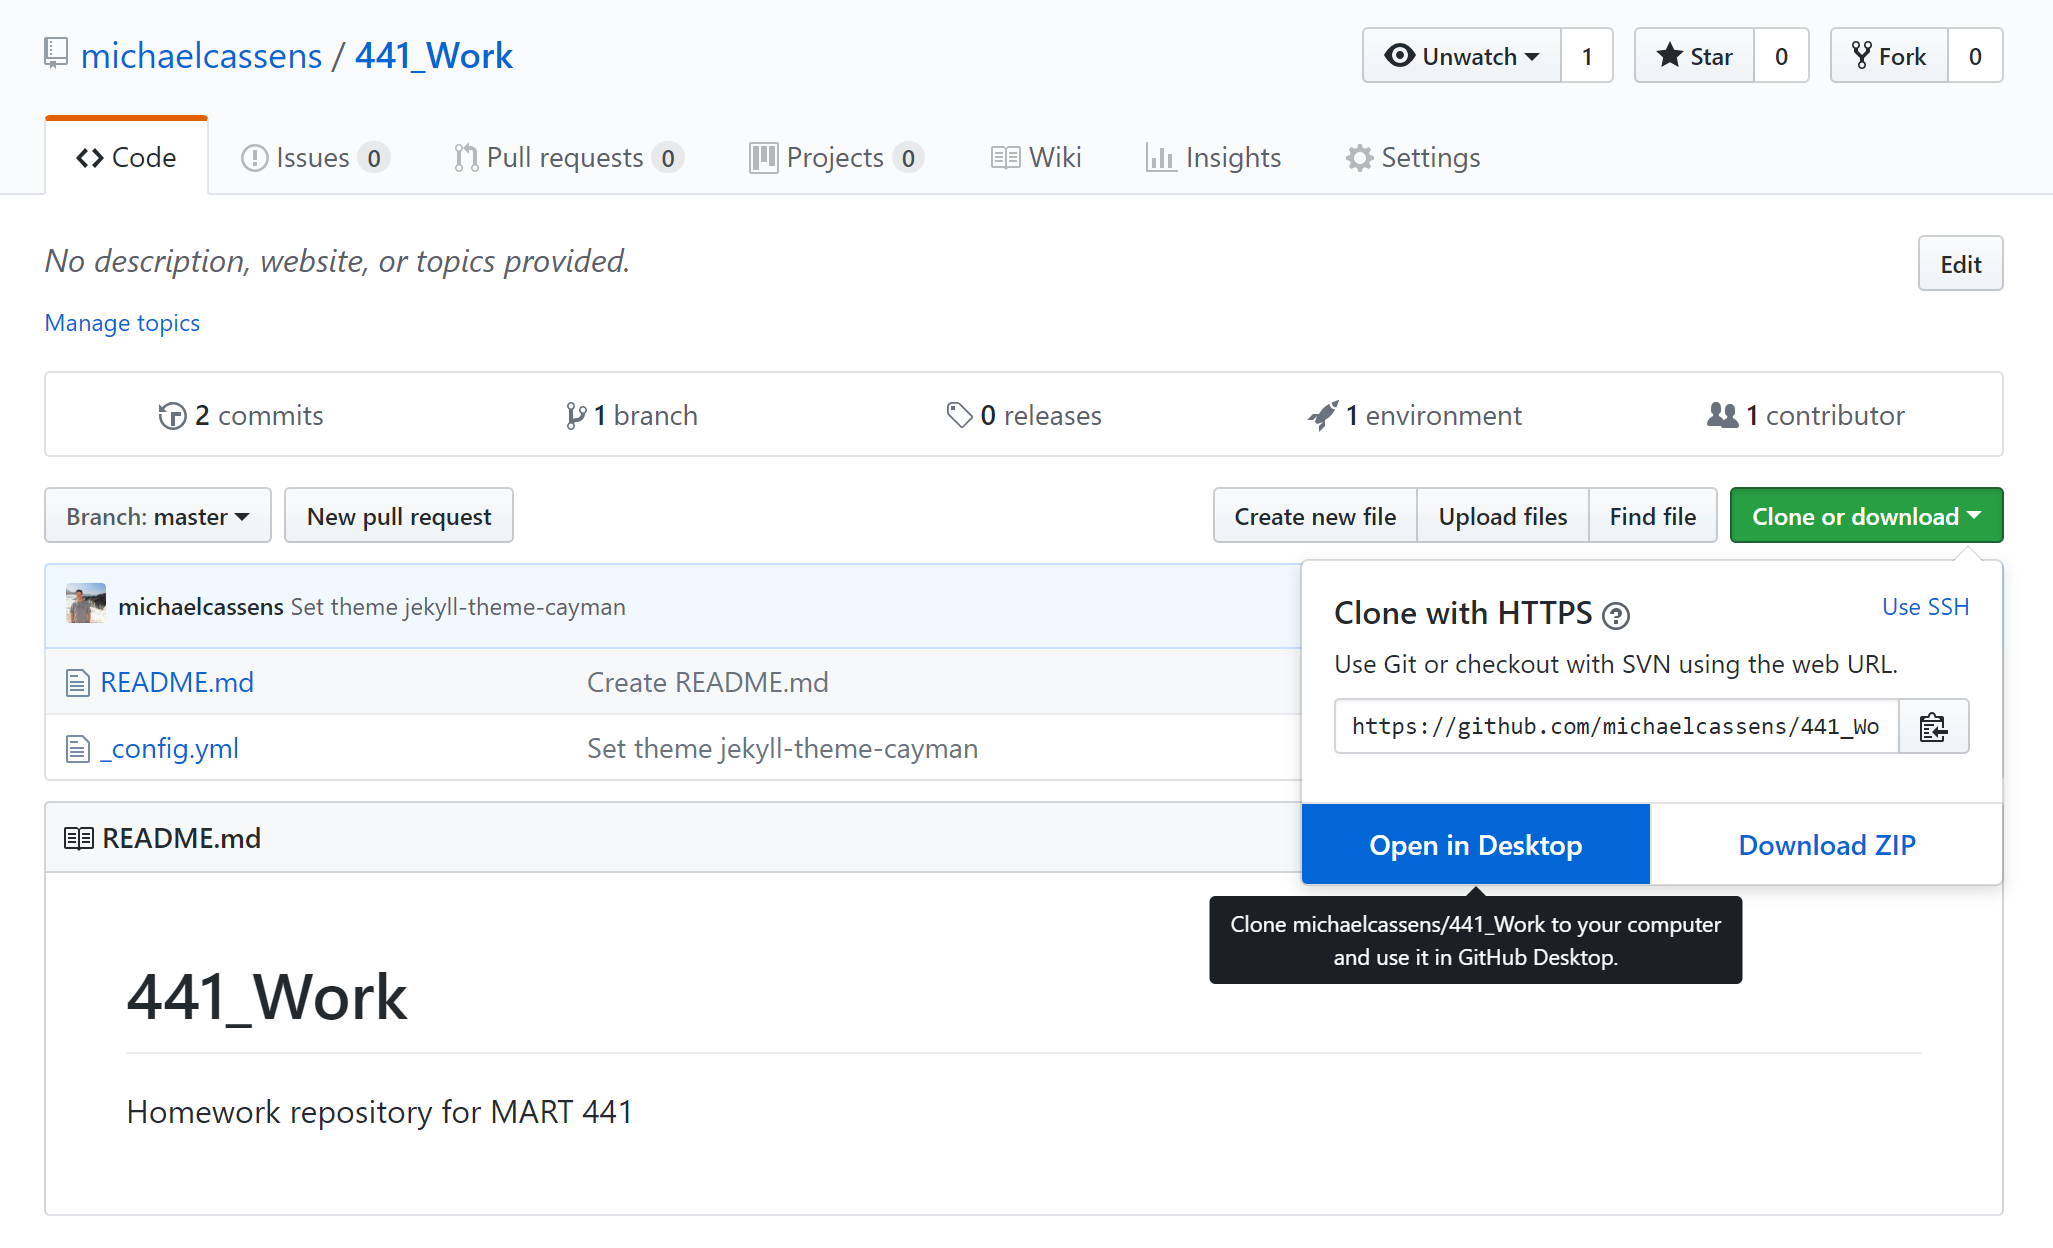 michaelcassens / 441_Work
Unwatch 1 Star 0 Fork 0
Code Issues 0 Pull requests 0 Projects 0 Wiki Insights Settings
No description, website, or topics provided.
Edit
Manage topics
2 commits 1 branch 0 releases 1 environment 1 contributor
Branch: master New pull request Create new file Upload files Find file Clone or download
michaelcassens Set theme jekyll-theme-cayman
README.md Create README.md
_config.yml Set theme jekyll-theme-cayman
Clone with HTTPS ? Use SSH
Use Git or checkout with SVN using the web URL.
https://github.com/michaelcassens/441_Wo
Open in Desktop Download ZIP
Clone michaelcassens/441_Work to your computer
and use it in GitHub Desktop.
README.md
441_Work
Homework repository for MART 441